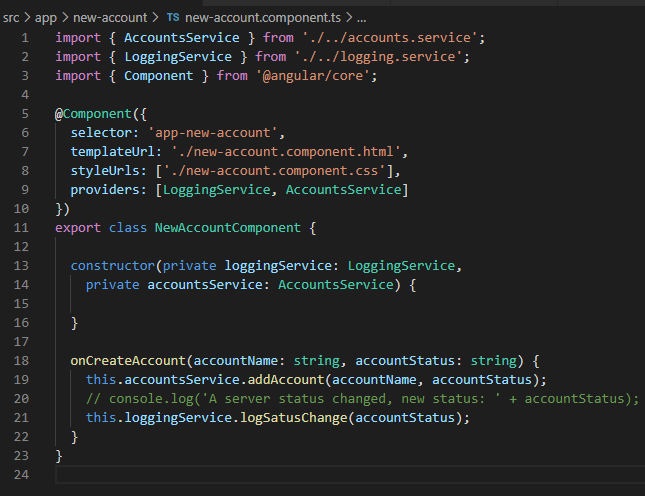 src > app > new-account > TS new-account.component.ts > ...
1 import { AccountsService } from './../accounts.service';
2 import { LoggingService } from './../logging.service';
3 import { Component } from '@angular/core';
4
5 @Component({
6   selector: 'app-new-account',
7   templateUrl: './new-account.component.html',
8   styleUrls: ['./new-account.component.css'],
9   providers: [LoggingService, AccountsService]
10 })
11 export class NewAccountComponent {
12
13   constructor(private loggingService: LoggingService,
14     private accountsService: AccountsService) {
15
16   }
17
18   onCreateAccount(accountName: string, accountStatus: string) {
19     this.accountsService.addAccount(accountName, accountStatus);
20     // console.log('A server status changed, new status: ' + accountStatus);
21     this.loggingService.logSatusChange(accountStatus);
22   }
23 }
24